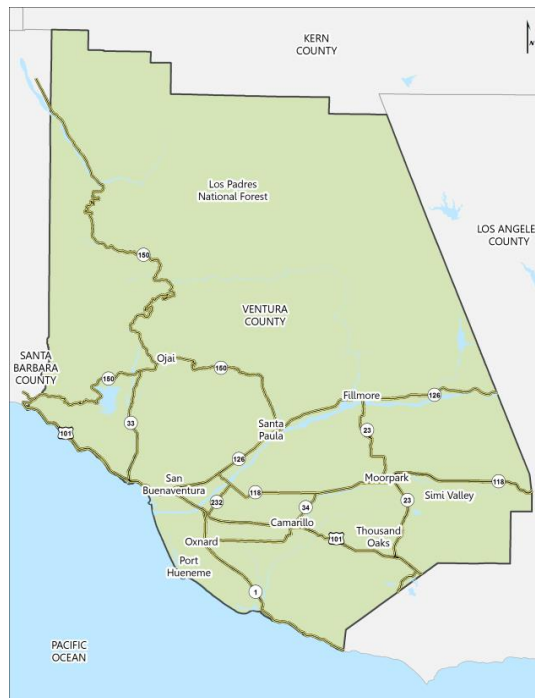 KERN
COUNTY
N
Los Padres
National Forest
LOS ANGELE
COUNTY
150
VENTURA
COUNTY
SANTA
BARBARA
COUNTY
Ojai
150
150
Fillmore
126
101
33
Santa
Paula
23
126
San
Buenaventura
118
Moorpark
118
Simi Valley
232
34
23
Camarillo
101
Thousand
Oaks
Oxnard
Port
Hueneme
1
PACIFIC
OCEAN